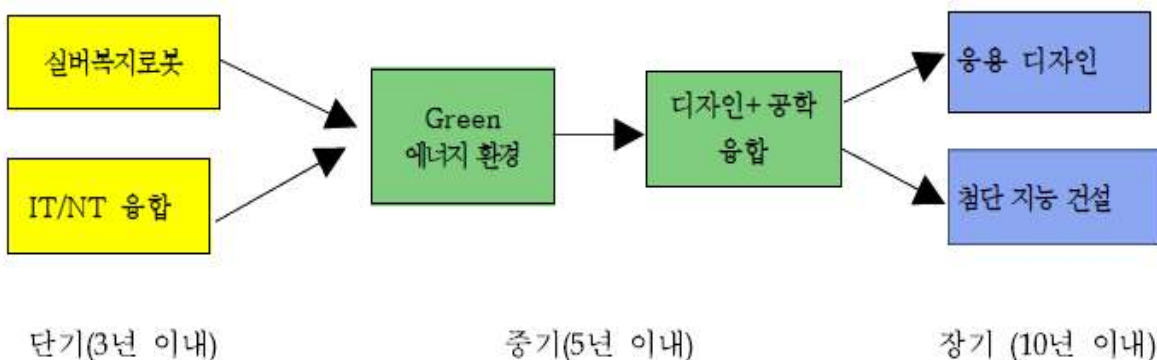 실버복지로봇
IT/NT 융합
Green
에너지 환경
디자인+ 공학
융합
응용 디자인
첨단 지능 건설
단기(3년 이내)
중기(5년 이내)
장기 (10년 이내)